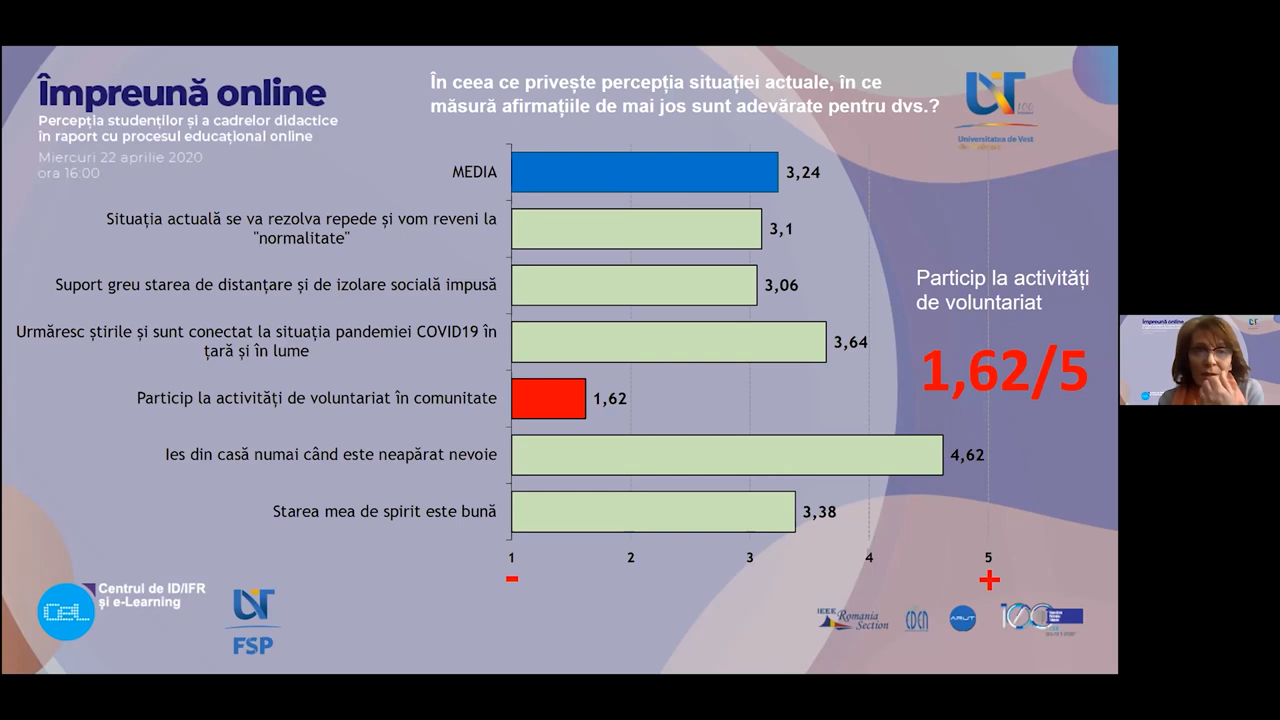 Împreună online
Percepția studenților și a cadrelor didactice
în raport cu procesul educațional online
Miercuri 22 aprilie 2020
ora 16:00
În ceea ce privește percepția situației actuale, în ce
măsură afirmațiile de mai jos sunt adevărate pentru dvs.?
UVT
Universitatea de Vest
MEDIA
3,24
Situația actuală se va rezolva repede și vom reveni la
"normalitate"
3,1
Suport greu starea de distanțare și de izolare socială impusă
3,06
Urmăresc știrile și sunt conectat la situația pandemiei COVID19 în
țară și în lume
3,64
Particip la activități de voluntariat în comunitate
1,62
Ies din casă numai când este neapărat nevoie
4,62
Starea mea de spirit este bună
3,38
1 2 3 4 5
- +
Particip la activități
de voluntariat
1,62/5
Centrul de ID/IFR
și e-Learning
UVT
FSP
IEEE
Romania
Section
EDEN
ARUT
100
Împreună online